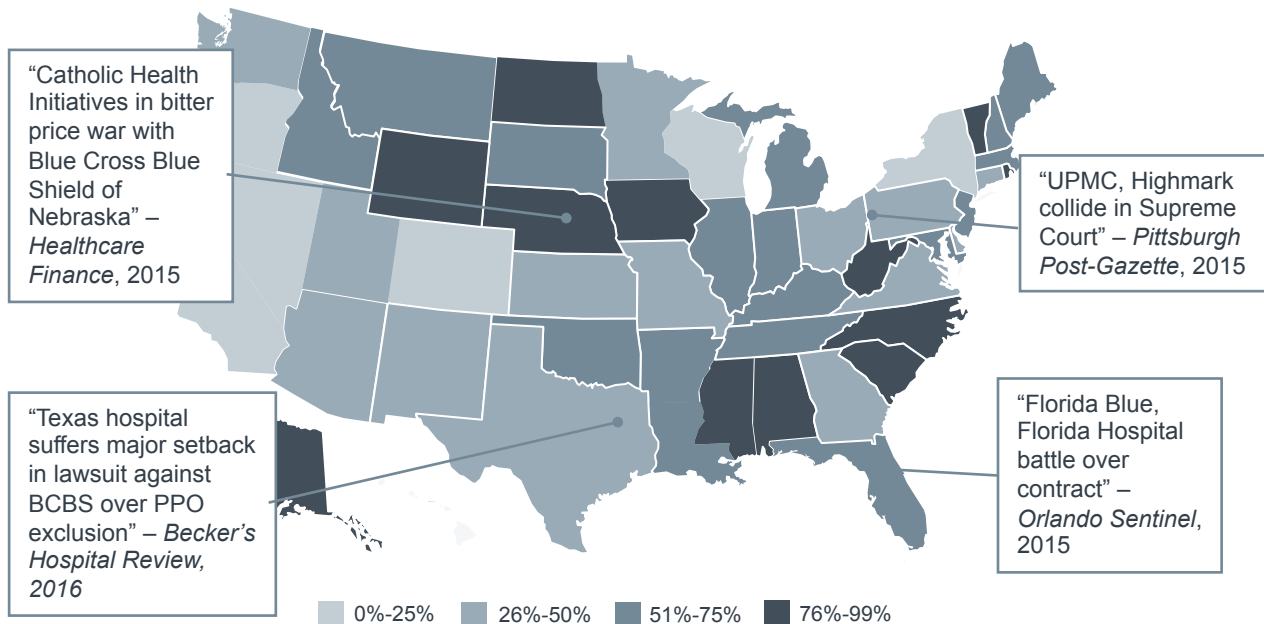 “Catholic Health
Initiatives in bitter
price war with
Blue Cross Blue
Shield of
Nebraska” –
Healthcare
Finance, 2015
“UPMC, Highmark
collide in Supreme
Court” – Pittsburgh
Post-Gazette, 2015
“Texas hospital
suffers major setback
in lawsuit against
BCBS over PPO
exclusion” – Becker’s
Hospital Review,
2016
“Florida Blue,
Florida Hospital
battle over
contract” –
Orlando Sentinel,
2015
0%-25% 26%-50% 51%-75% 76%-99%